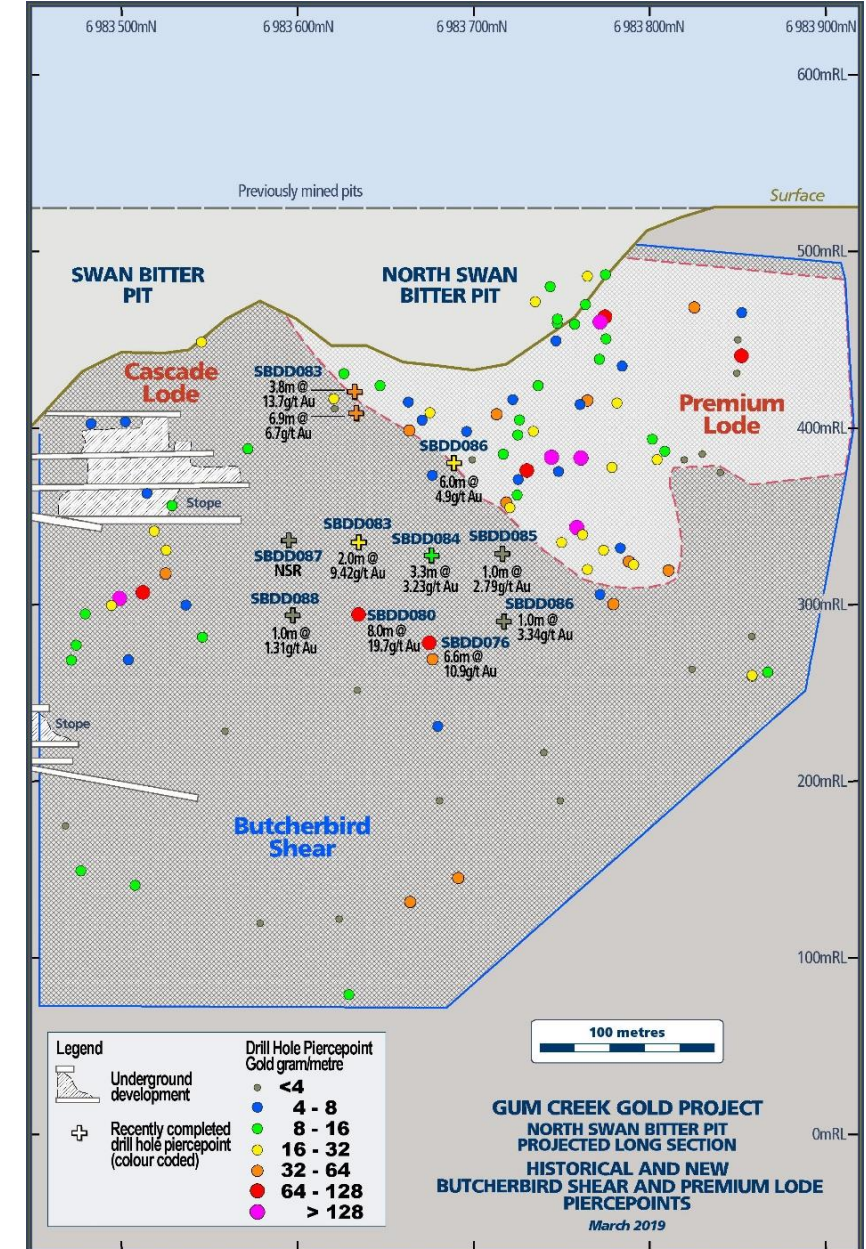 6 983 500mN
6 983 600mN
6 983 700mN
6 983 800mN
6 983 900mN
600mRL
Previously mined pits
Surface
500mRL
SWAN BITTER
PIT
NORTH SWAN
BITTER PIT
Cascade
Lode
SBDD083
3.8m @
13.7g/t Au
6.9m @
6.7g/t Au
Premium
Lode
400mRL
SBDD086
6.0m @
4.9g/t Au
Stope
SBDD087
NSR
SBDD083
2.0m @
9.42g/t Au
SBDD084
3.3m @
3.23g/t Au
SBDD085
1.0m @
2.79g/t Au
300mRL
SBDD088
1.0m @
1.31g/t Au
SBDD080
8.0m @
19.7g/t Au
SBDD076
6.6m @
10.9g/t Au
SBDD086
1.0m @
3.34g/t Au
Stope
200mRL
Butcherbird
Shear
100mRL
Legend
Underground
development
Recently completed
drill hole piercepoint
(colour coded)
Drill Hole Piercepoint
Gold gram/metre
<4
4 - 8
8 - 16
16 - 32
32 - 64
64 - 128
> 128
100 metres
0mRL
GUM CREEK GOLD PROJECT
NORTH SWAN BITTER PIT
PROJECTED LONG SECTION
HISTORICAL AND NEW
BUTCHERBIRD SHEAR AND PREMIUM LODE
PIERCEPOINTS
March 2019